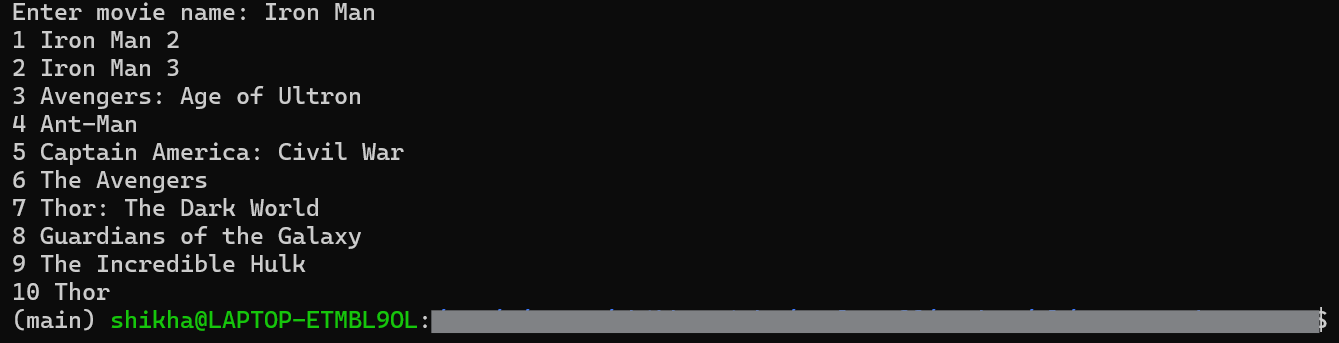 Enter movie name: Iron Man
1 Iron Man 2
2 Iron Man 3
3 Avengers: Age of Ultron
4 Ant-Man
5 Captain America: Civil War
6 The Avengers
7 Thor: The Dark World
8 Guardians of the Galaxy
9 The Incredible Hulk
10 Thor
(main) shikha@LAPTOP-ETMBL9OL:$